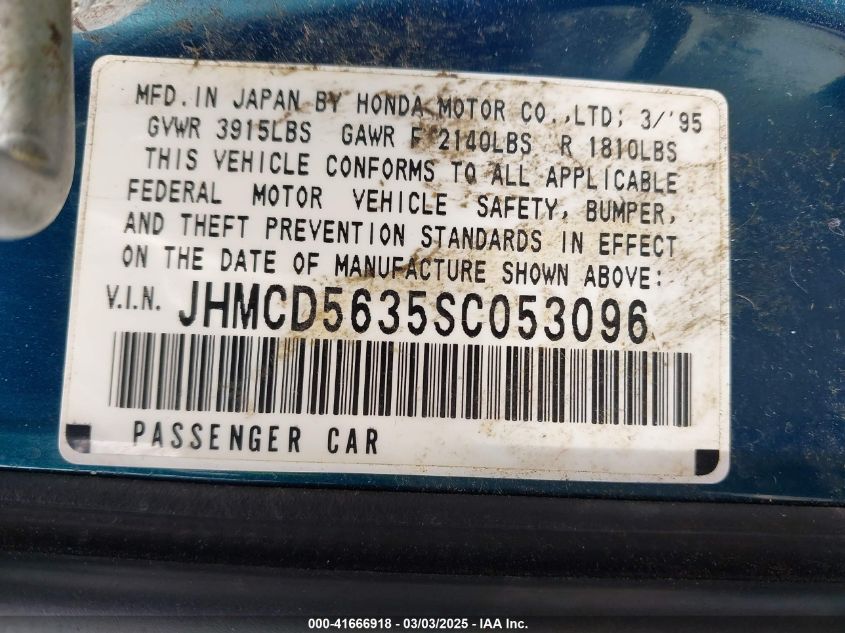 MFD. IN JAPAN BY HONDA MOTOR CO., LTD; 3/'95
GVWR 3915LBS GAWR F 2140LBS R 1810LBS
THIS VEHICLE CONFORMS TO ALL APPLICABLE
FEDERAL MOTOR VEHICLE SAFETY, BUMPER,
AND THEFT PREVENTION STANDARDS IN EFFECT
ON THE DATE OF MANUFACTURE SHOWN ABOVE:
V.I.N. JHMCD5635SC053096
PASSENGER CAR
000-41666918 - 03/03/2025 - IAA Inc.